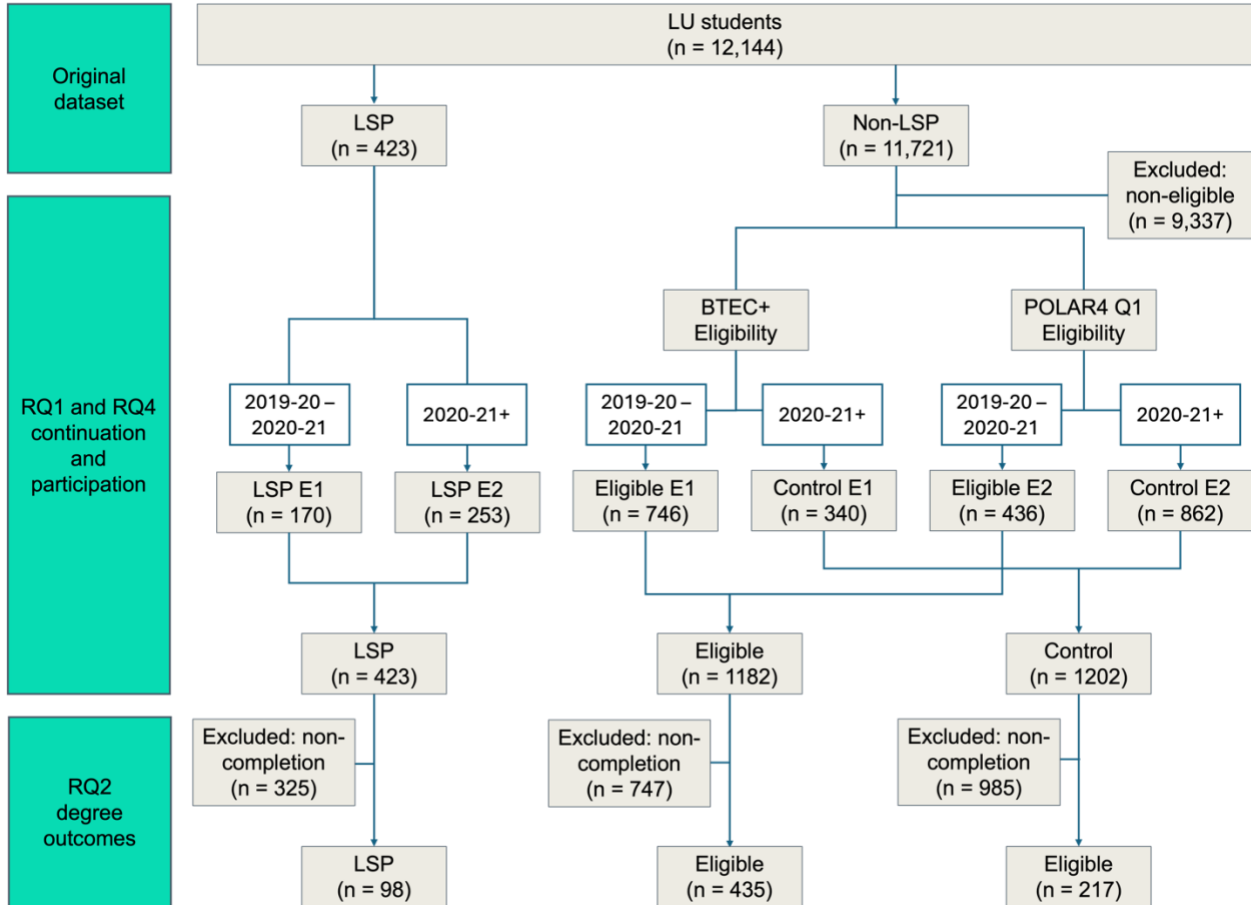 LU students
(n = 12,144)
Original
dataset
LSP
(n = 423)
Non-LSP
(n = 11,721)
Excluded:
non-eligible
(n = 9,337)
RQ1 and RQ4
continuation
and
participation
BTEC+
Eligibility
POLAR4 Q1
Eligibility
2019-20 –
2020-21
2020-21+
2019-20 –
2020-21
2020-21+
2019-20 –
2020-21
2020-21+
LSP E1
(n = 170)
LSP E2
(n = 253)
Eligible E1
(n = 746)
Control E1
(n = 340)
Eligible E2
(n = 436)
Control E2
(n = 862)
LSP
(n = 423)
Eligible
(n = 1182)
Control
(n = 1202)
RQ2
degree
outcomes
Excluded: non-
completion
(n = 325)
Excluded: non-
completion
(n = 747)
Excluded: non-
completion
(n = 985)
LSP
(n = 98)
Eligible
(n = 435)
Eligible
(n = 217)